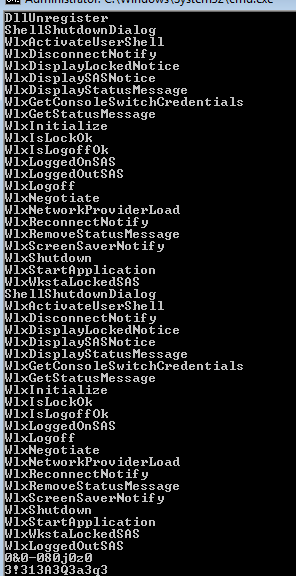 Administrator: C:\Windows\System32\cmd.exe
DllUnregister
ShellShutdownDialog
WlxActivateUserShell
WlxDisconnectNotify
WlxDisplayLockedNotice
WlxDisplaySASNotice
WlxDisplayStatusMessage
WlxGetConsoleSwitchCredentials
WlxGetStatusMessage
WlxInitialize
WlxIsLockOk
WlxIsLogoffOk
WlxLoggedOnSAS
WlxLoggedOutSAS
WlxLogoff
WlxNegotiate
WlxNetworkProviderLoad
WlxReconnectNotify
WlxRemoveStatusMessage
WlxScreenSaverNotify
WlxShutdown
WlxStartApplication
WlxWkstaLockedSAS
ShellShutdownDialog
WlxActivateUserShell
WlxDisconnectNotify
WlxDisplayLockedNotice
WlxDisplaySASNotice
WlxDisplayStatusMessage
WlxGetConsoleSwitchCredentials
WlxGetStatusMessage
WlxInitialize
WlxIsLockOk
WlxIsLogoffOk
WlxLoggedOnSAS
WlxLogoff
WlxNegotiate
WlxNetworkProviderLoad
WlxReconnectNotify
WlxRemoveStatusMessage
WlxScreenSaverNotify
WlxShutdown
WlxStartApplication
WlxWkstaLockedSAS
WlxLoggedOutSAS
0&0-080j0z0
3!313A3Q3a3q3